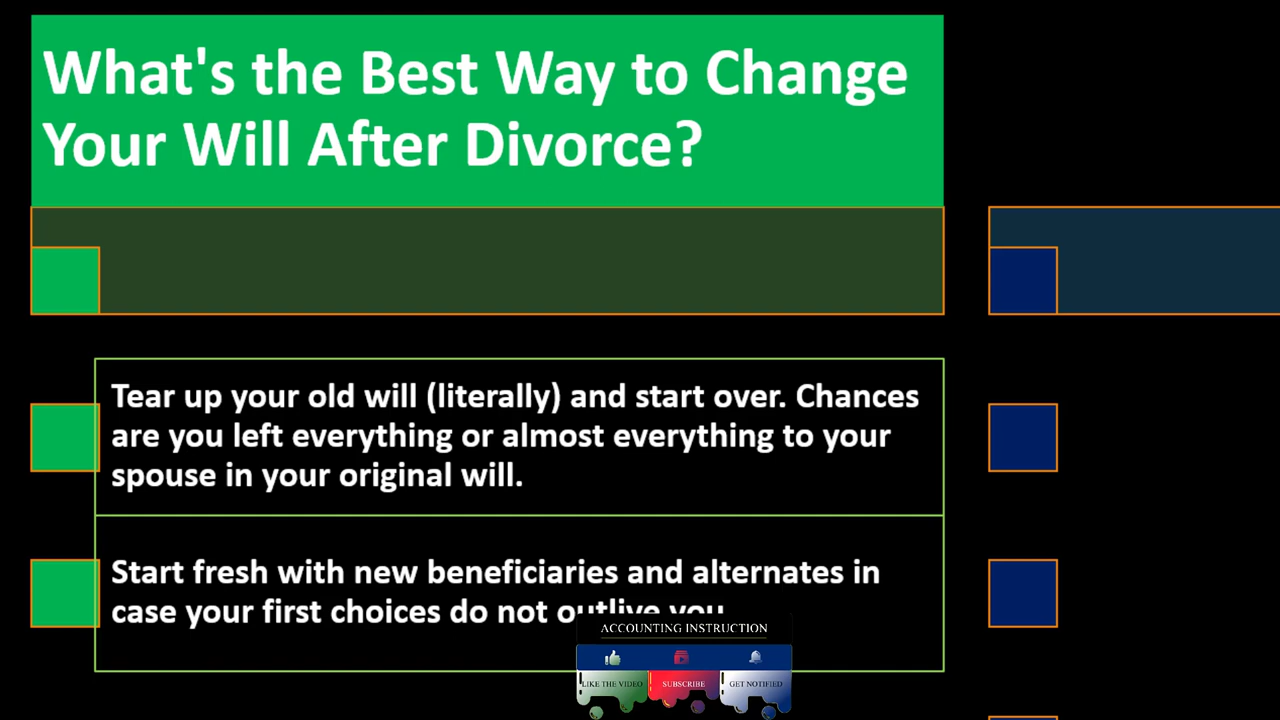 What's the Best Way to Change
Your Will After Divorce?
Tear up your old will (literally) and start over. Chances
are you left everything or almost everything to your
spouse in your original will.
Start fresh with new beneficiaries and alternates in
case your first choices do not outlive you
ACCOUNTING INSTRUCTION
LIKE THE VIDEO SUBSCRIBE GET NOTIFIED